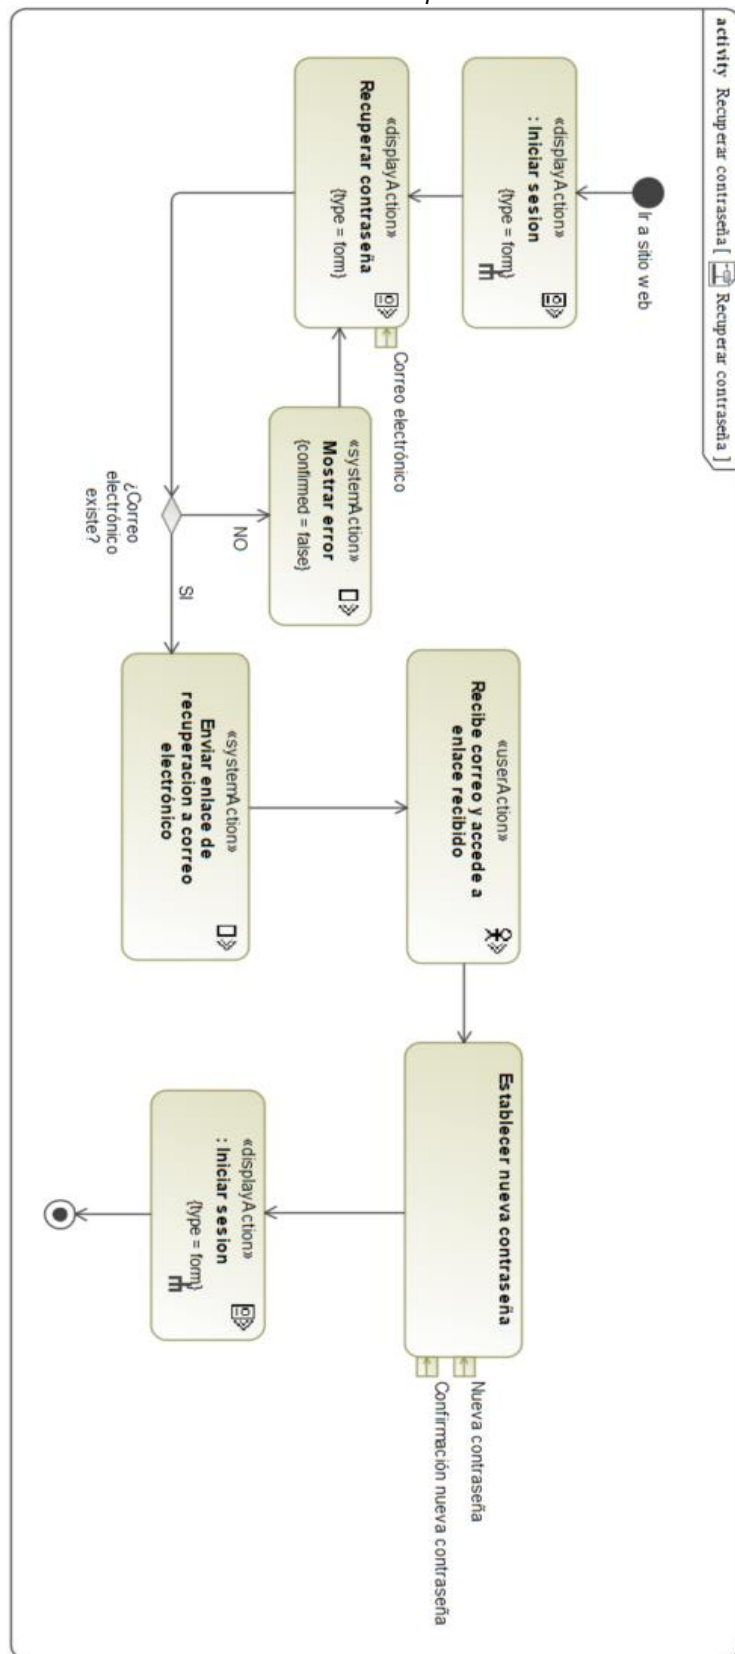 activity Recuperar contraseña[ Recuperar contraseña ]
Ir a sitio web
«displayAction»
: Iniciar sesion
{type = form}
«displayAction»
Recuperar contraseña
{type = form}
Correo electrónico
«systemAction»
Mostrar error
{confirmed = false}
NO
¿Correo
electrónico
existe?
SI
«systemAction»
Enviar enlace de
recuperacion a correo
electrónico
«userAction»
Recibe correo y accede a
enlace recibido
Establecer nueva contraseña
Nueva contraseña
Confirmación nueva contraseña
«displayAction»
: Iniciar sesion
{type = form}